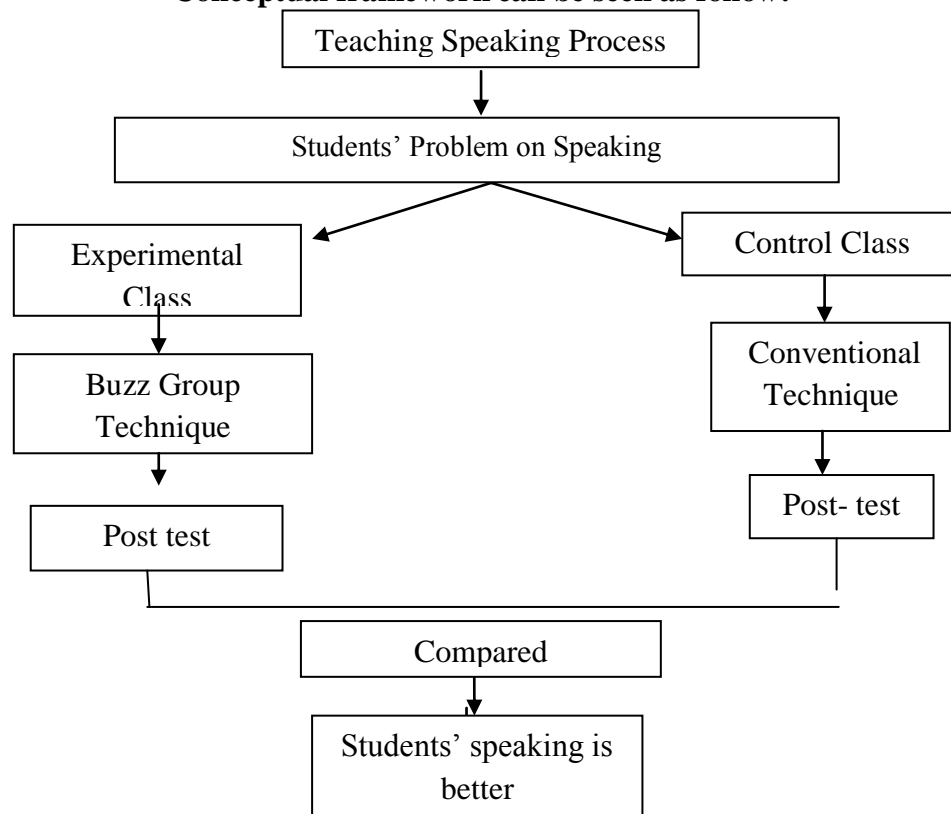 Conceptual framework can be seen as follow:
Teaching Speaking Process
Students’ Problem on Speaking
Experimental
Class
Control Class
Buzz Group
Technique
Conventional
Technique
Post test
Post- test
Compared
Students’ speaking is
better